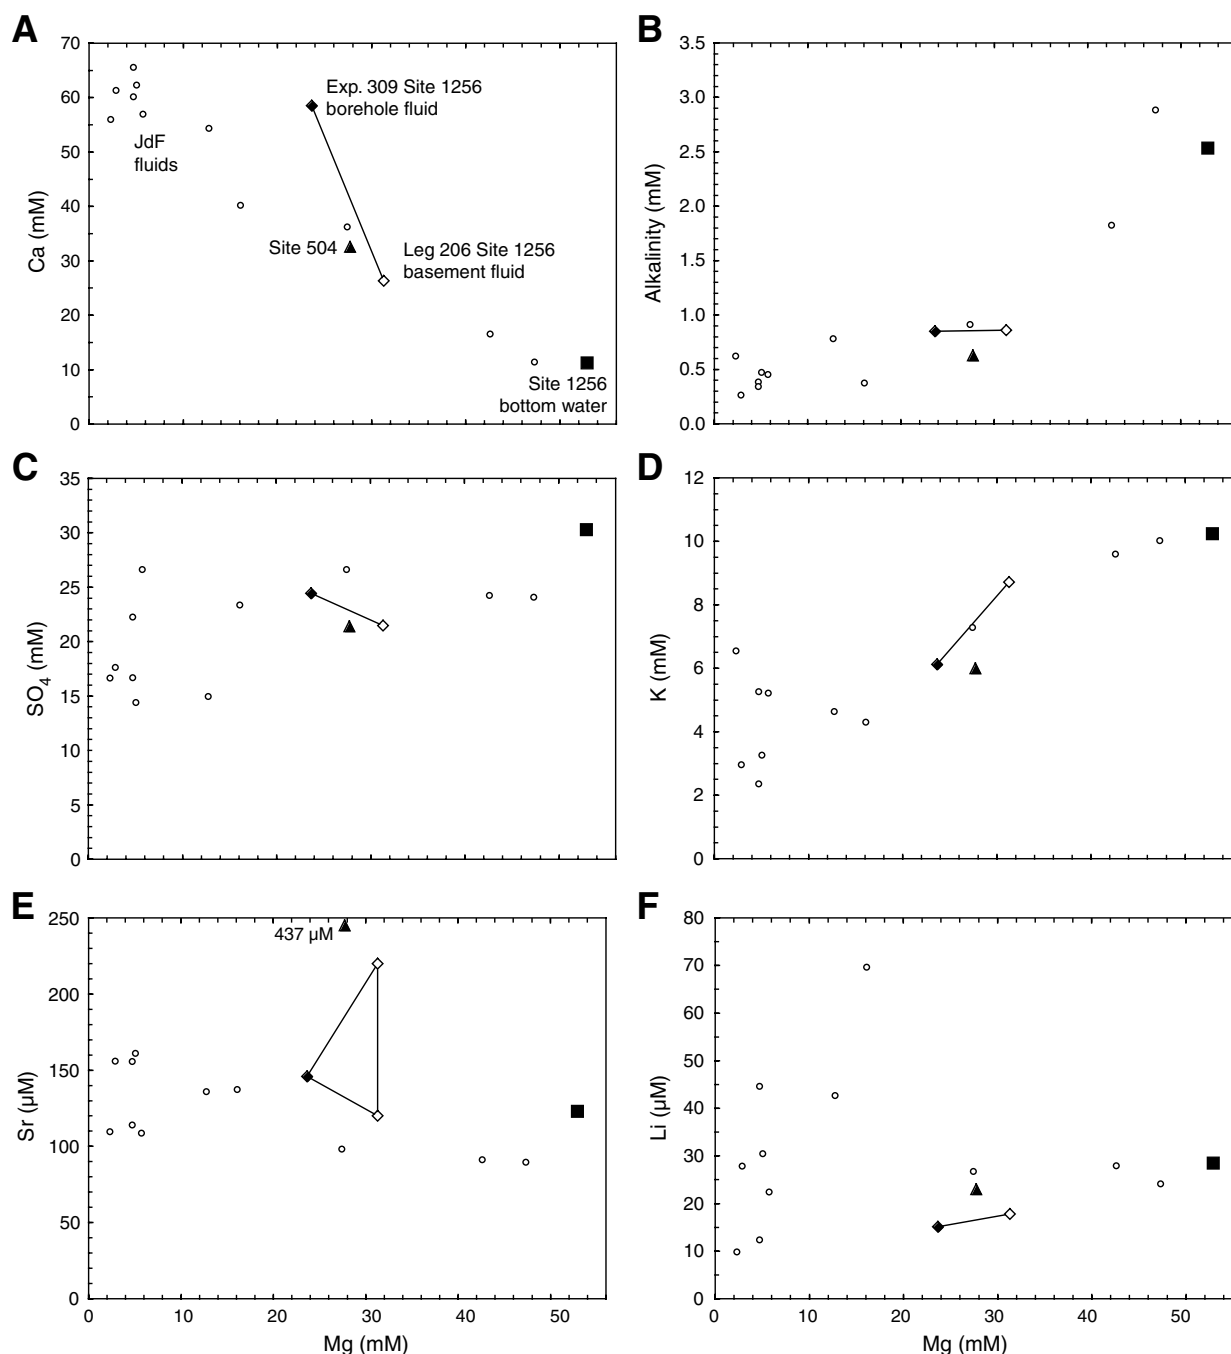 A
70
60
50
40
30
20
10
0
Ca (mM)
Exp. 309 Site 1256
borehole fluid
JdF
fluids
Site 504
Leg 206 Site 1256
basement fluid
Site 1256
bottom water
B
3.5
3.0
2.5
2.0
1.5
1.0
0.5
0.0
Alkalinity (mM)
C
35
30
25
20
15
10
5
0
SO4 (mM)
D
12
10
8
6
4
2
0
K (mM)
E
250
200
150
100
50
0
Sr (µM)
437 µM
0 10 20 30 40 50
Mg (mM)
F
80
70
60
50
40
30
20
10
0
Li (µM)
0 10 20 30 40 50
Mg (mM)